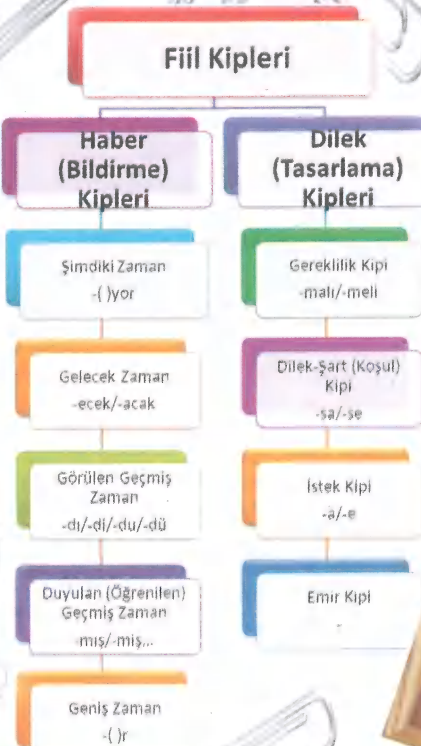 Fiil Kipleri
Haber
(Bildirme)
Kipleri
Şimdiki Zaman
-( )yor
Gelecek Zaman
-ecek/-acak
Görülen Geçmiş
Zaman
-dı/-di/-du/-dü
Duyulan (Öğrenilen)
Geçmiş Zaman
-mış/-miş...
Geniş Zaman
-( )r
Dilek
(Tasarlama)
Kipleri
Gereklilik Kipi
-malı/-meli
Dilek-Şart (Koşul)
Kipi
-sa/-se
İstek Kipi
-a/-e
Emir Kipi
-